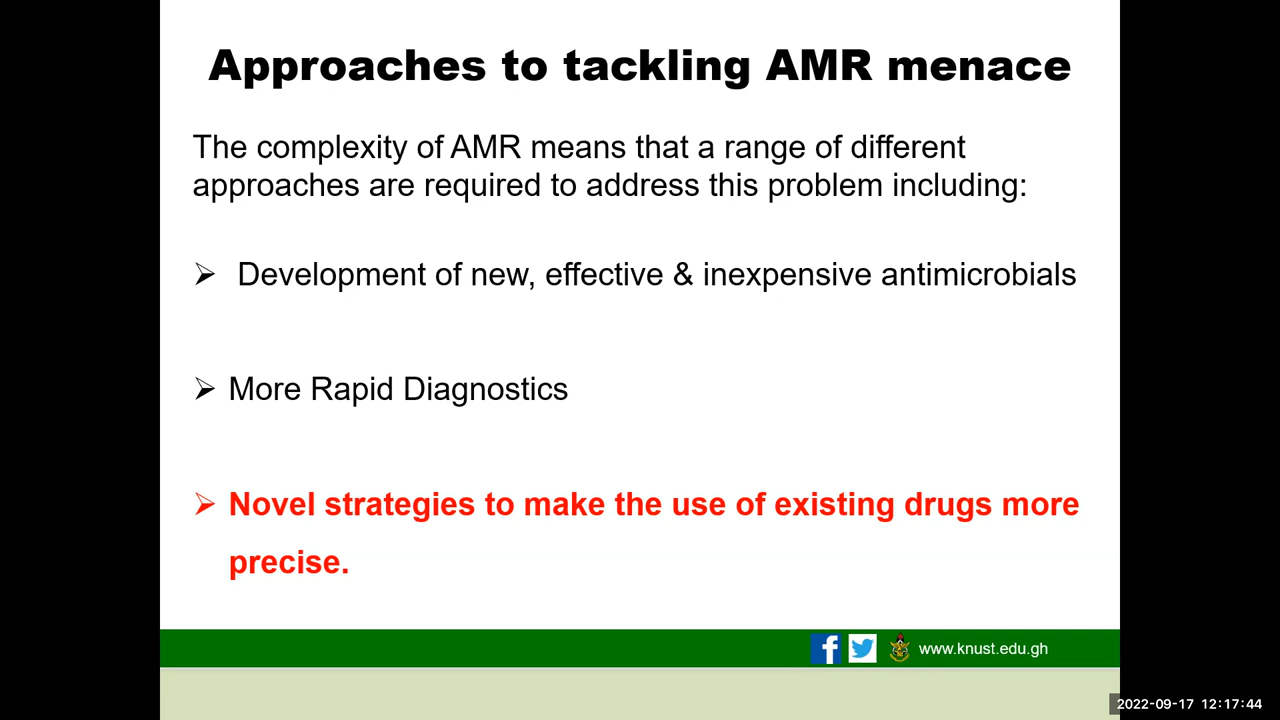 Approaches to tackling AMR menace
The complexity of AMR means that a range of different
approaches are required to address this problem including:
➢ Development of new, effective & inexpensive antimicrobials
➢ More Rapid Diagnostics
➢ Novel strategies to make the use of existing drugs more
precise.
www.knust.edu.gh
2022-09-17 12:17:44